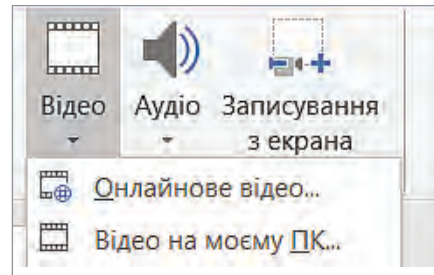 Відео Аудіо Записування
з екрана
Онлайнове відео...
Відео на моєму ПК...